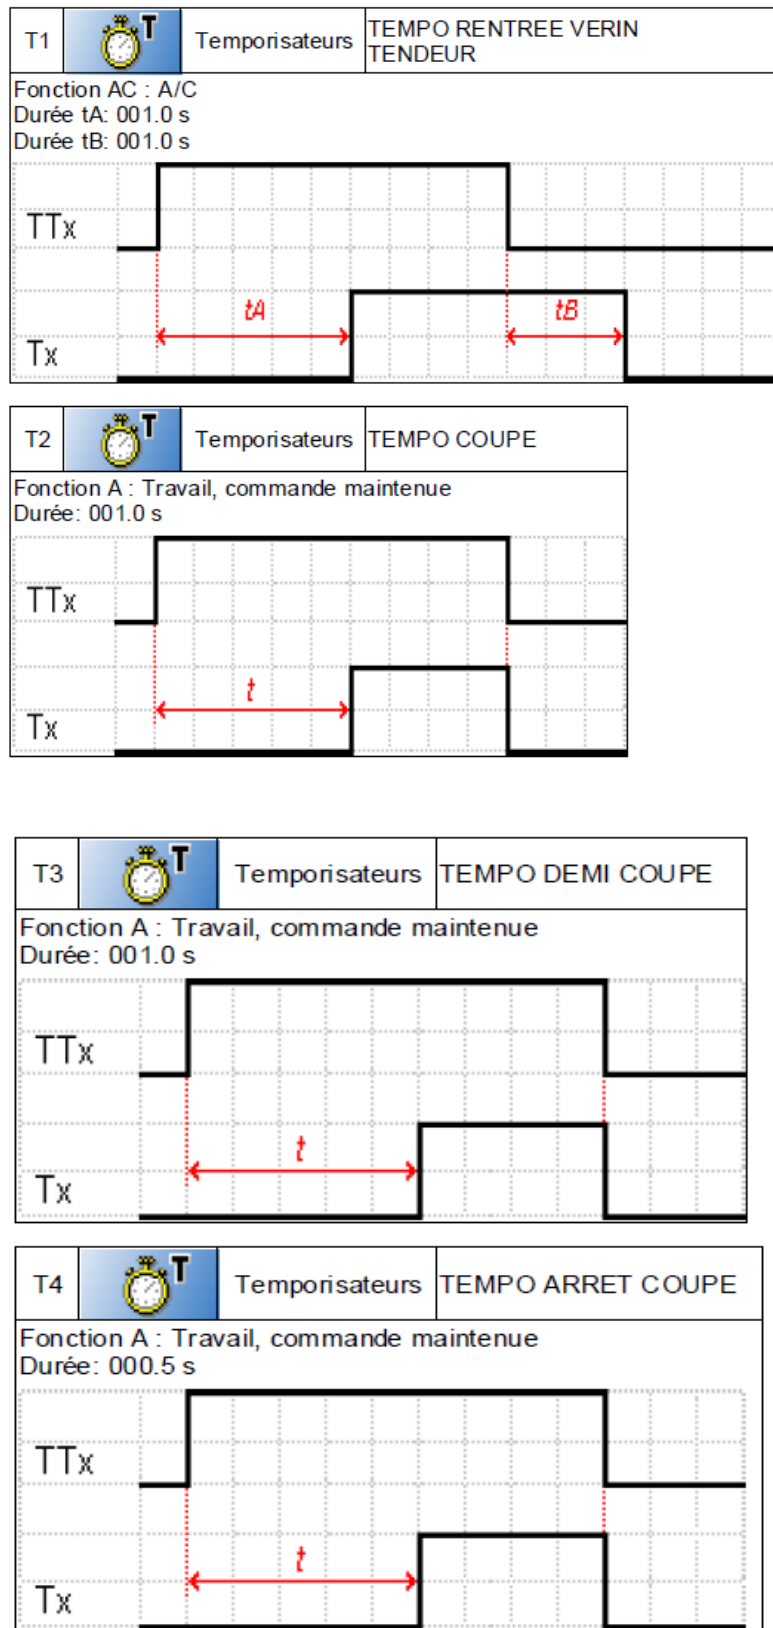 T1 T Temporisateurs TEMPO RENTREE VERIN
TENDEUR
Fonction AC : A/C
Durée tA: 001.0 s
Durée tB: 001.0 s
TTx
tA tB
Tx
T2 T Temporisateurs TEMPO COUPE
Fonction A : Travail, commande maintenue
Durée: 001.0 s
TTx
t
Tx
T3 T Temporisateurs TEMPO DEMI COUPE
Fonction A : Travail, commande maintenue
Durée: 001.0 s
TTx
t
Tx
T4 T Temporisateurs TEMPO ARRET COUPE
Fonction A : Travail, commande maintenue
Durée: 000.5 s
TTx
t
Tx